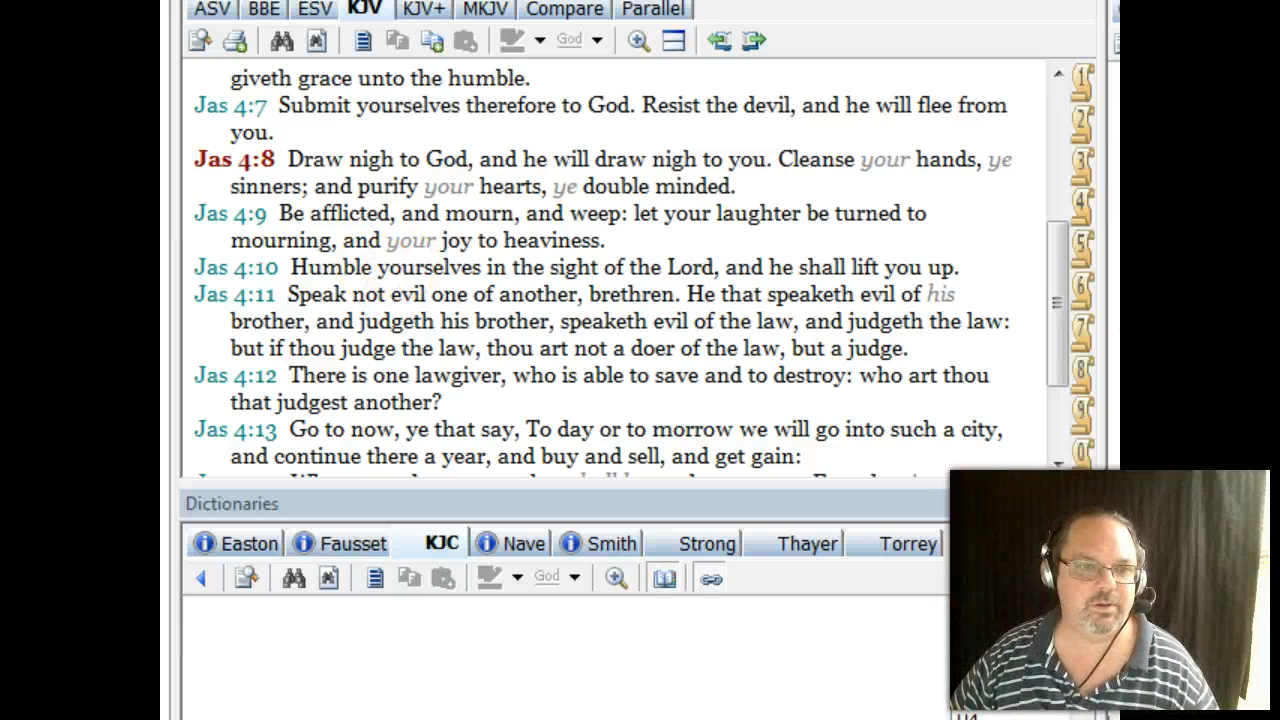 ASV BBE ESV KJV KJV+ MKJV Compare Parallel
God
giveth grace unto the humble.
Jas 4:7 Submit yourselves therefore to God. Resist the devil, and he will flee from
you.
Jas 4:8 Draw nigh to God, and he will draw nigh to you. Cleanse your hands, ye
sinners; and purify your hearts, ye double minded.
Jas 4:9 Be afflicted, and mourn, and weep: let your laughter be turned to
mourning, and your joy to heaviness.
Jas 4:10 Humble yourselves in the sight of the Lord, and he shall lift you up.
Jas 4:11 Speak not evil one of another, brethren. He that speaketh evil of his
brother, and judgeth his brother, speaketh evil of the law, and judgeth the law:
but if thou judge the law, thou art not a doer of the law, but a judge.
Jas 4:12 There is one lawgiver, who is able to save and to destroy: who art thou
that judgest another?
Jas 4:13 Go to now, ye that say, To day or to morrow we will go into such a city,
and continue there a year, and buy and sell, and get gain:
1
2
3
4
5
6
7
8
9
0
Dictionaries
Easton Fausset KJC Nave Smith Strong Thayer Torrey
God